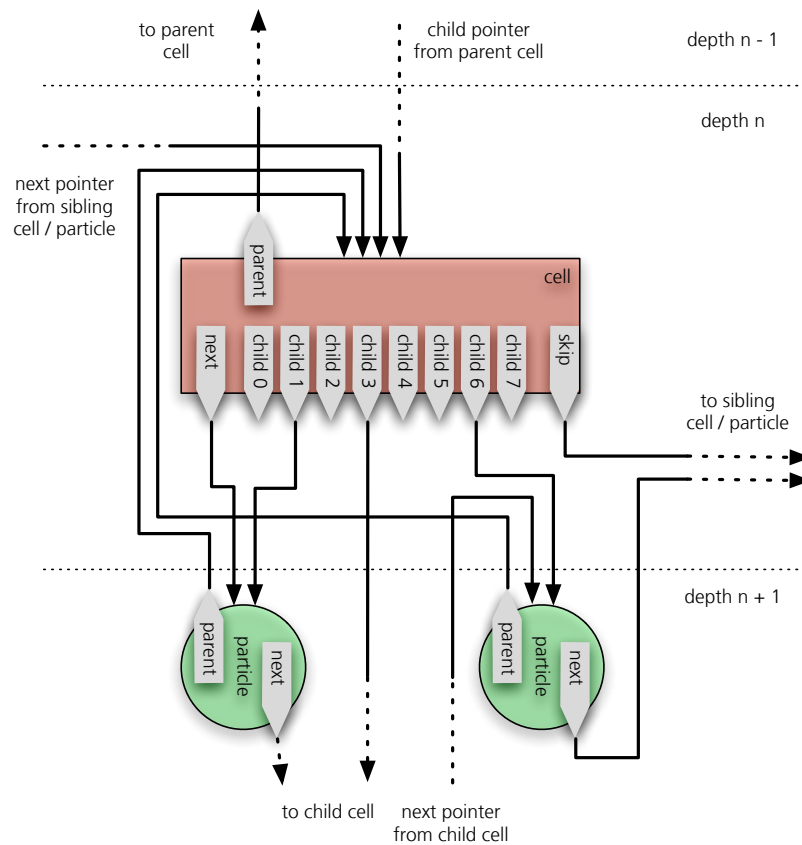 to parent
cell
child pointer
from parent cell
depth n - 1
depth n
next pointer
from sibling
cell / particle
parent
cell
next
child 0
child 1
child 2
child 3
child 4
child 5
child 6
child 7
skip
to sibling
cell / particle
depth n + 1
parent
particle
next
parent
particle
next
to child cell
next pointer
from child cell